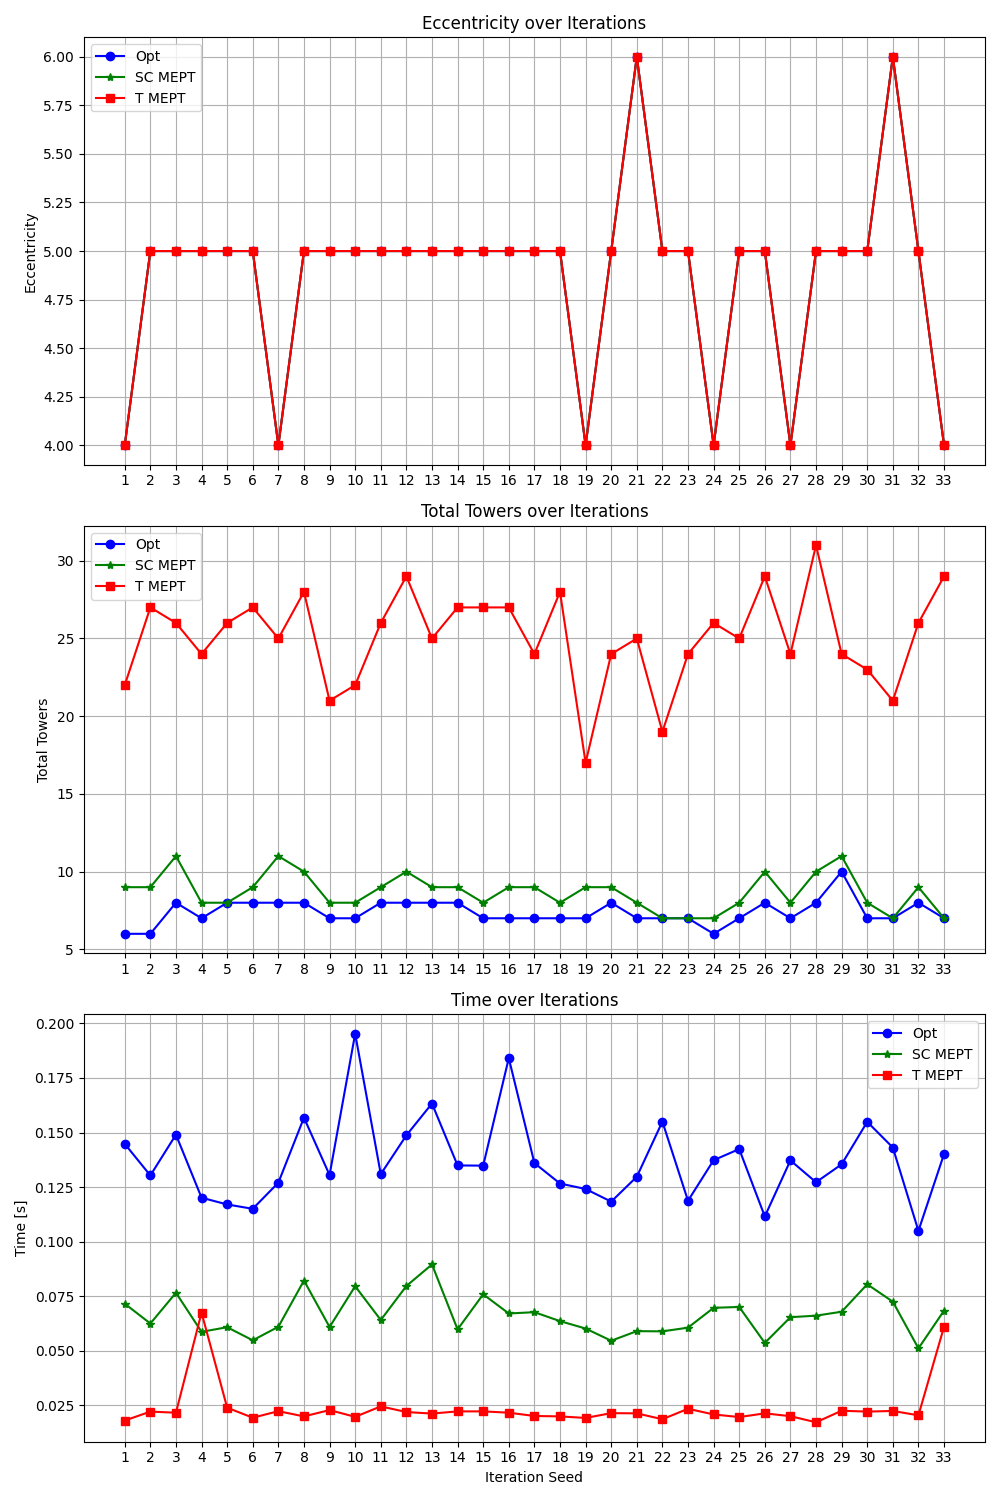 Eccentricity over Iterations
Opt
SC MEPT
T MEPT
Eccentricity
6.00
5.75
5.50
5.25
5.00
4.75
4.50
4.25
4.00
1 2 3 4 5 6 7 8 9 10 11 12 13 14 15 16 17 18 19 20 21 22 23 24 25 26 27 28 29 30 31 32 33
Total Towers over Iterations
Opt
SC MEPT
T MEPT
Total Towers
30
25
20
15
10
5
1 2 3 4 5 6 7 8 9 10 11 12 13 14 15 16 17 18 19 20 21 22 23 24 25 26 27 28 29 30 31 32 33
Time over Iterations
Opt
SC MEPT
T MEPT
Time [s]
0.200
0.175
0.150
0.125
0.100
0.075
0.050
0.025
1 2 3 4 5 6 7 8 9 10 11 12 13 14 15 16 17 18 19 20 21 22 23 24 25 26 27 28 29 30 31 32 33
Iteration Seed